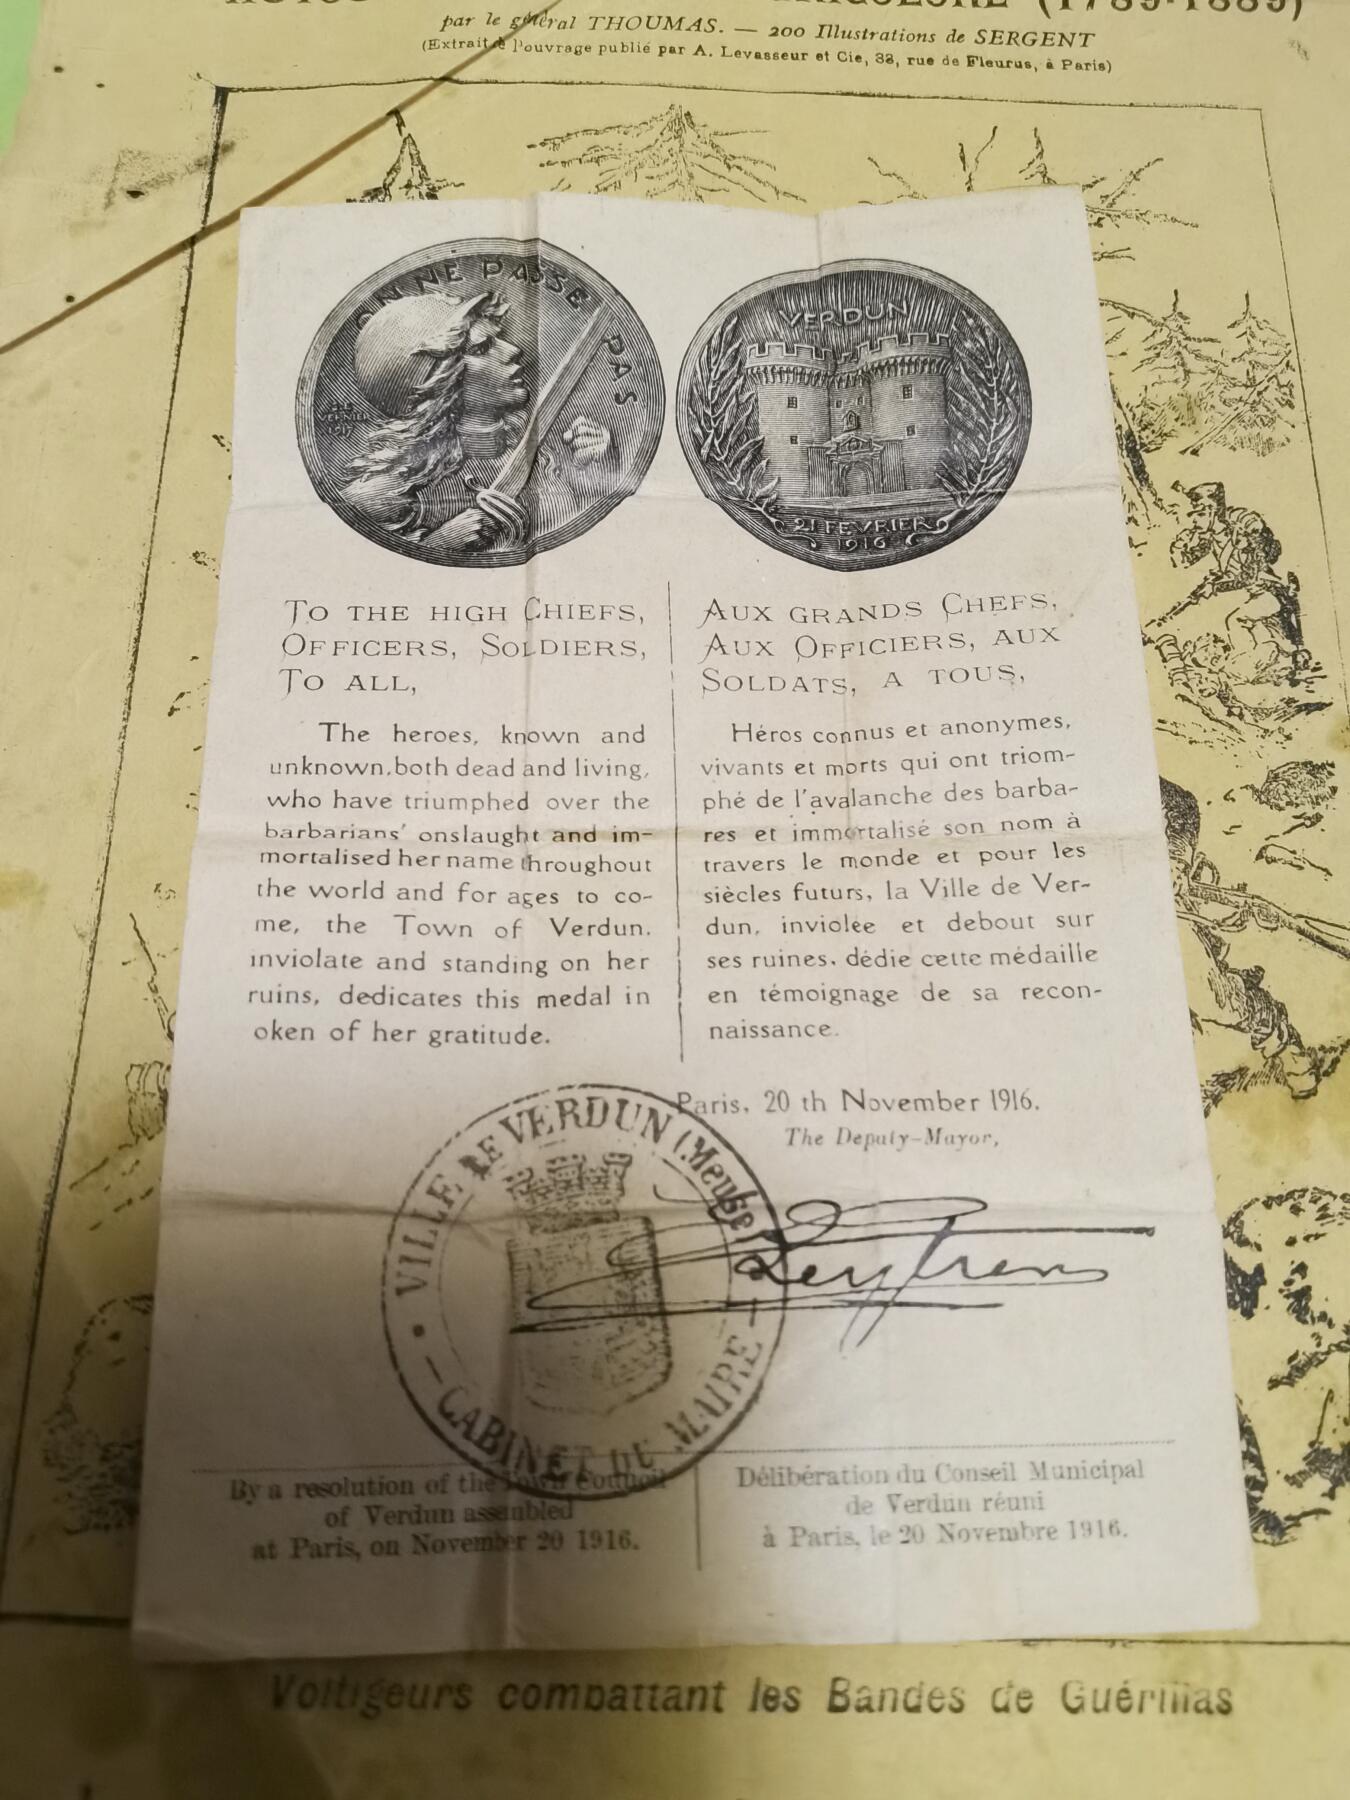 (1789-1889)
par le général THOUMAS. — 200 Illustrations de SERGENT
(Extrait à l'ouvrage publié par A. Levasseur et Cie, 33, rue de Fleurus, à Paris)
ON NE PASSE PAS
VERNIER
1917
VERDUN
21 FEVRIER
1916
TO THE HIGH CHIEFS,
OFFICERS, SOLDIERS,
TO ALL,
The heroes, known and
unknown, both dead and living,
who have triumphed over the
barbarians' onslaught and im-
mortalised her name throughout
the world and for ages to co-
me, the Town of Verdun,
inviolate and standing on her
ruins, dedicates this medal in
oken of her gratitude.
AUX GRANDS CHEFS,
AUX OFFICIERS, AUX
SOLDATS, A TOUS,
Héros connus et anonymes,
vivants et morts qui ont triom-
phé de l'avalanche des barba-
res et immortalisé son nom à
travers le monde et pour les
siècles futurs, la Ville de Ver-
dun, inviolée et debout sur
ses ruines, dédie cette médaille
en témoignage de sa recon-
naissance.
Paris, 20 th November 1916.
The Deputy-Mayor,
VILLE DE VERDUN (Meuse)
CABINET DU MAIRE
By a resolution of the Town Council
of Verdun assembled
at Paris, on November 20 1916.
Délibération du Conseil Municipal
de Verdun réuni
à Paris, le 20 Novembre 1916.
Voltigeurs combattant les Bandes de Guérillas